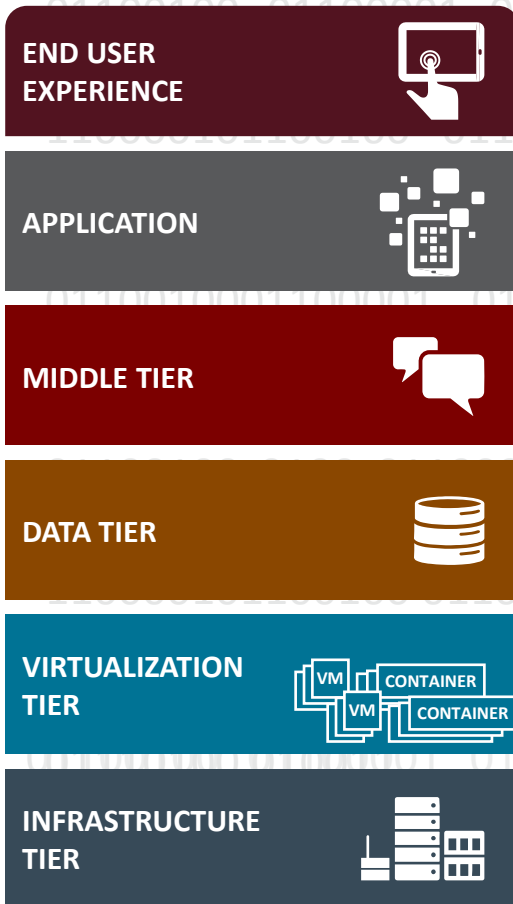 END USER
EXPERIENCE
APPLICATION
MIDDLE TIER
DATA TIER
VIRTUALIZATION
TIER
VM
CONTAINER
VM
CONTAINER
INFRASTRUCTURE
TIER